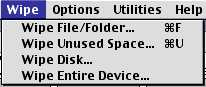 Wipe Options Utilities Help
Wipe File/Folder... ⌘F
Wipe Unused Space... ⌘U
Wipe Disk...
Wipe Entire Device...